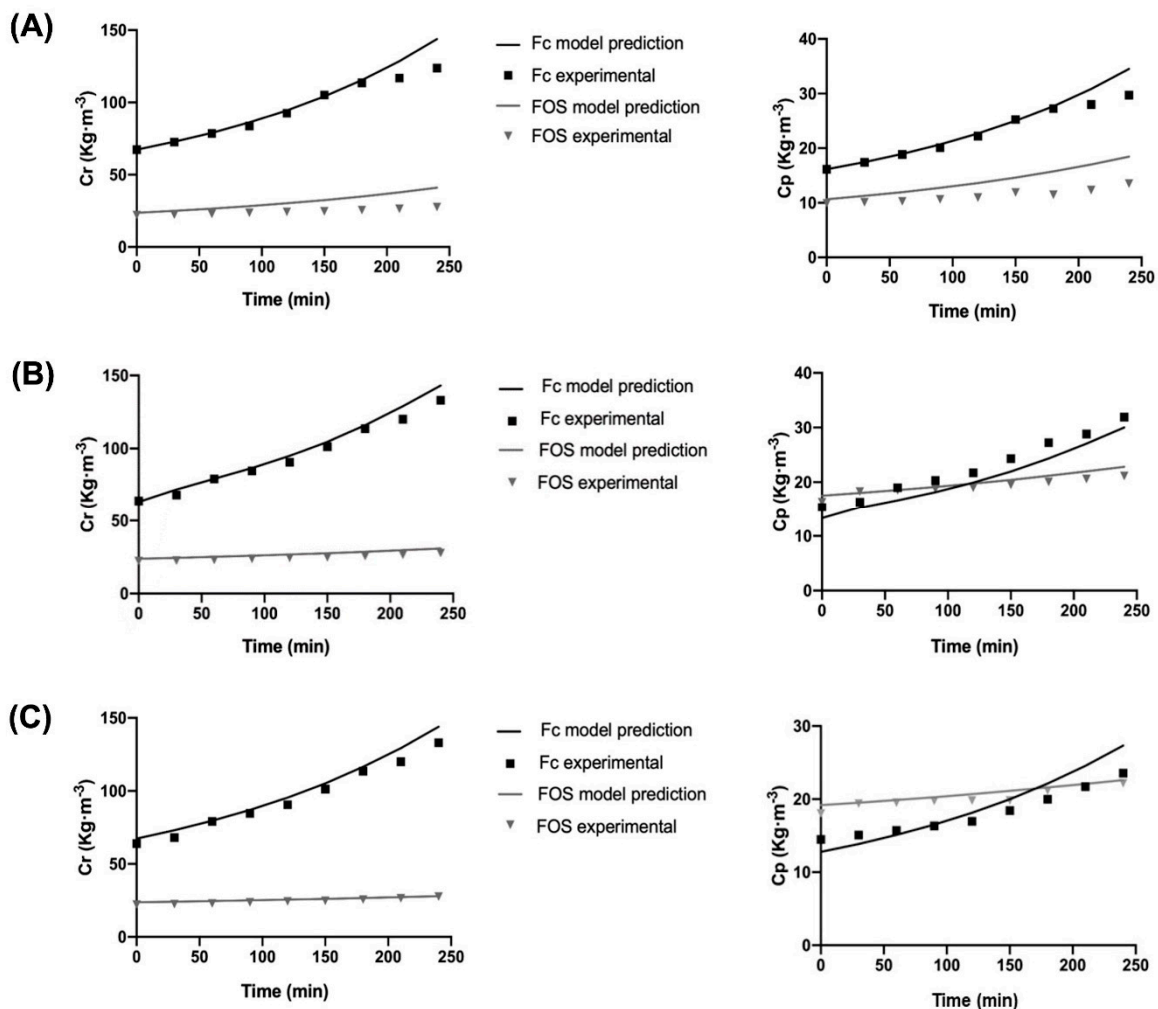 (A)
150
100
50
0
Cr (Kg·m-3)
0 50 100 150 200 250
Time (min)
Fc model prediction
Fc experimental
FOS model prediction
FOS experimental
40
30
20
10
0
Cp (Kg·m-3)
0 50 100 150 200 250
Time (min)
(B)
150
100
50
0
Cr (Kg·m-3)
0 50 100 150 200 250
Time (min)
Fc model prediction
Fc experimental
FOS model prediction
FOS experimental
40
30
20
10
0
Cp (Kg·m-3)
0 50 100 150 200 250
Time (min)
(C)
150
100
50
0
Cr (Kg·m-3)
0 50 100 150 200 250
Time (min)
Fc model prediction
Fc experimental
FOS model prediction
FOS experimental
30
20
10
0
Cp (Kg·m-3)
0 50 100 150 200 250
Time (min)